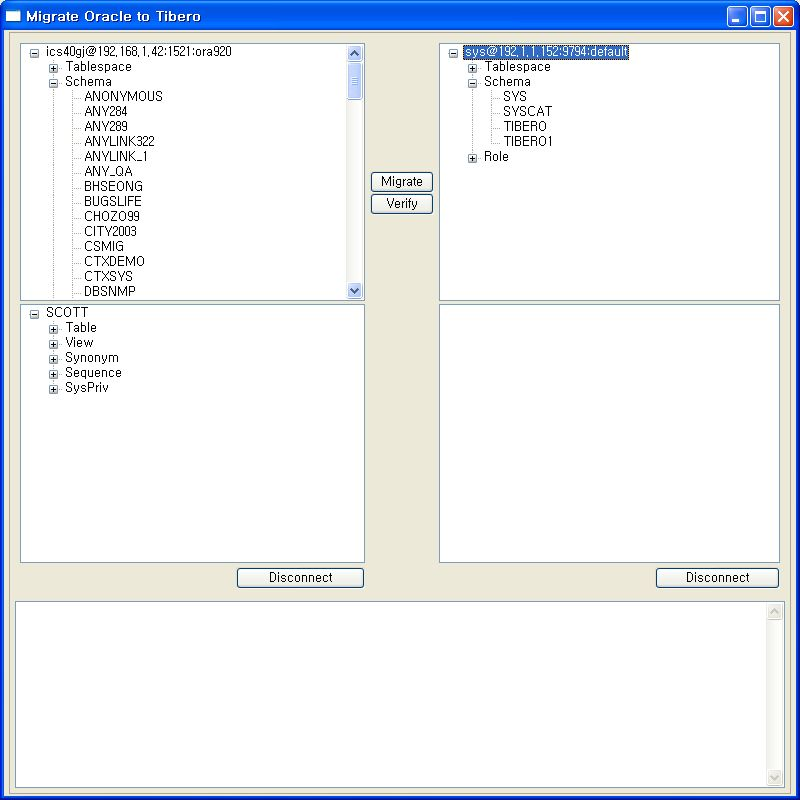 Migrate Oracle to Tibero
ics40gj@192.168.1.42:1521:ora920
Tablespace
Schema
ANONYMOUS
ANY284
ANY289
ANYLINK322
ANYLINK_1
ANY_QA
BHSEONG
BUGSLIFE
CHOZO99
CITY2003
CSMIG
CTXDEMO
CTXSYS
DBSNMP
Migrate
Verify
sys@192.1.1.152:9794:default
Tablespace
Schema
SYS
SYSCAT
TIBERO
TIBERO1
Role
SCOTT
Table
View
Synonym
Sequence
SysPriv
Disconnect
Disconnect